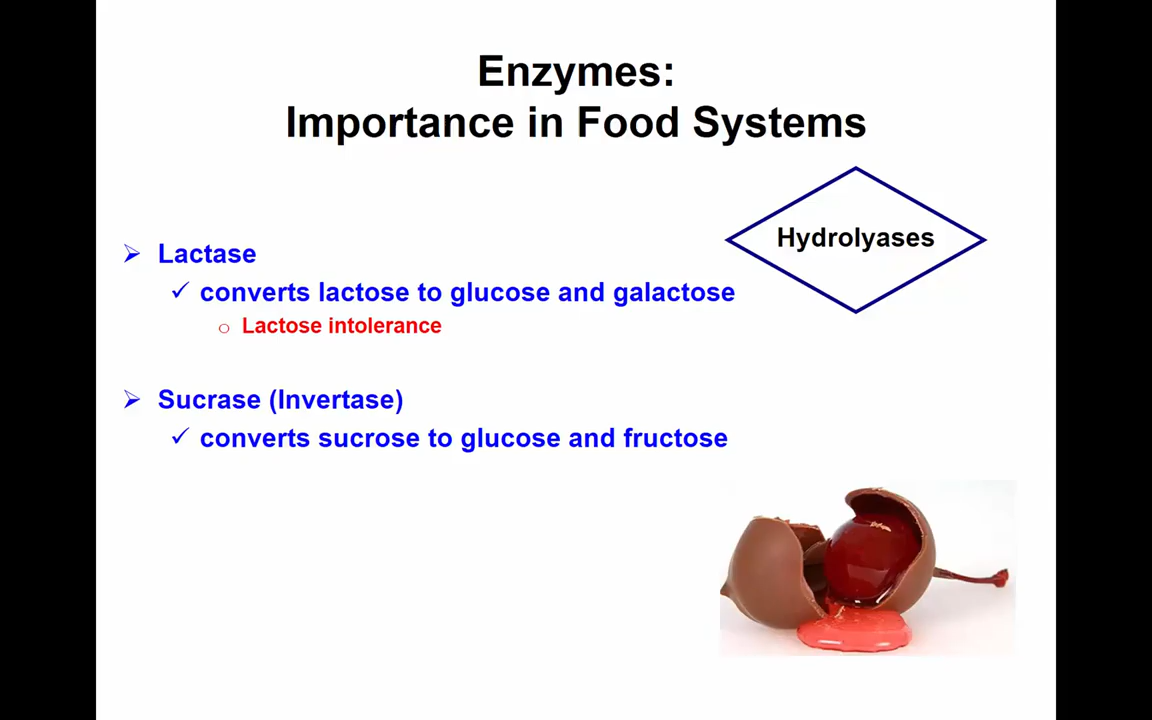 Enzymes:
Importance in Food Systems
Hydrolyases
Lactase
converts lactose to glucose and galactose
Lactose intolerance
Sucrase (Invertase)
converts sucrose to glucose and fructose